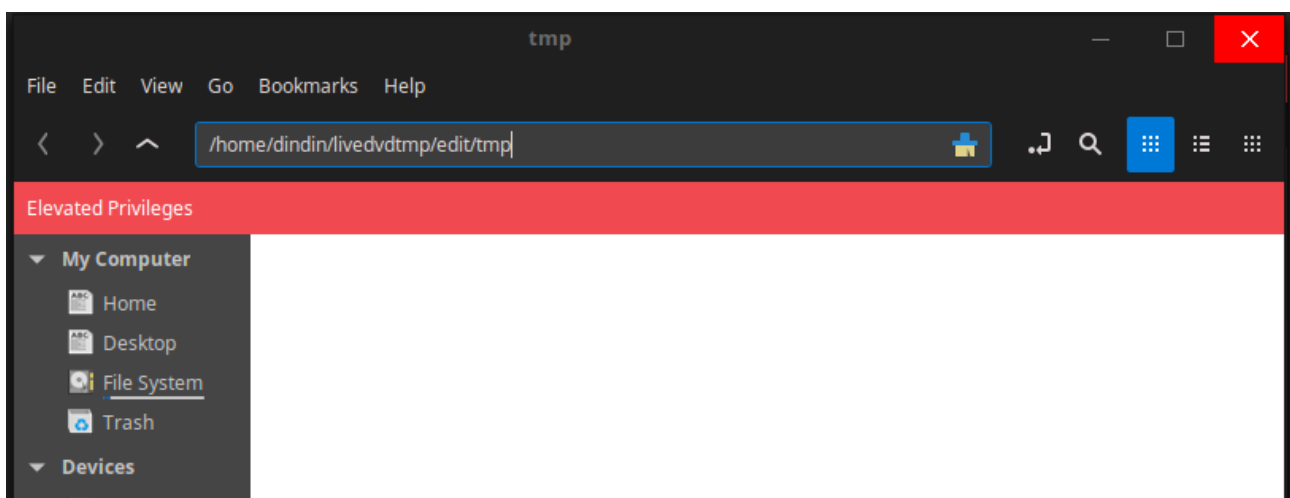 tmp
File Edit View Go Bookmarks Help
/home/dindin/livedvdtmp/edit/tmp
Elevated Privileges
My Computer
Home
Desktop
File System
Trash
Devices